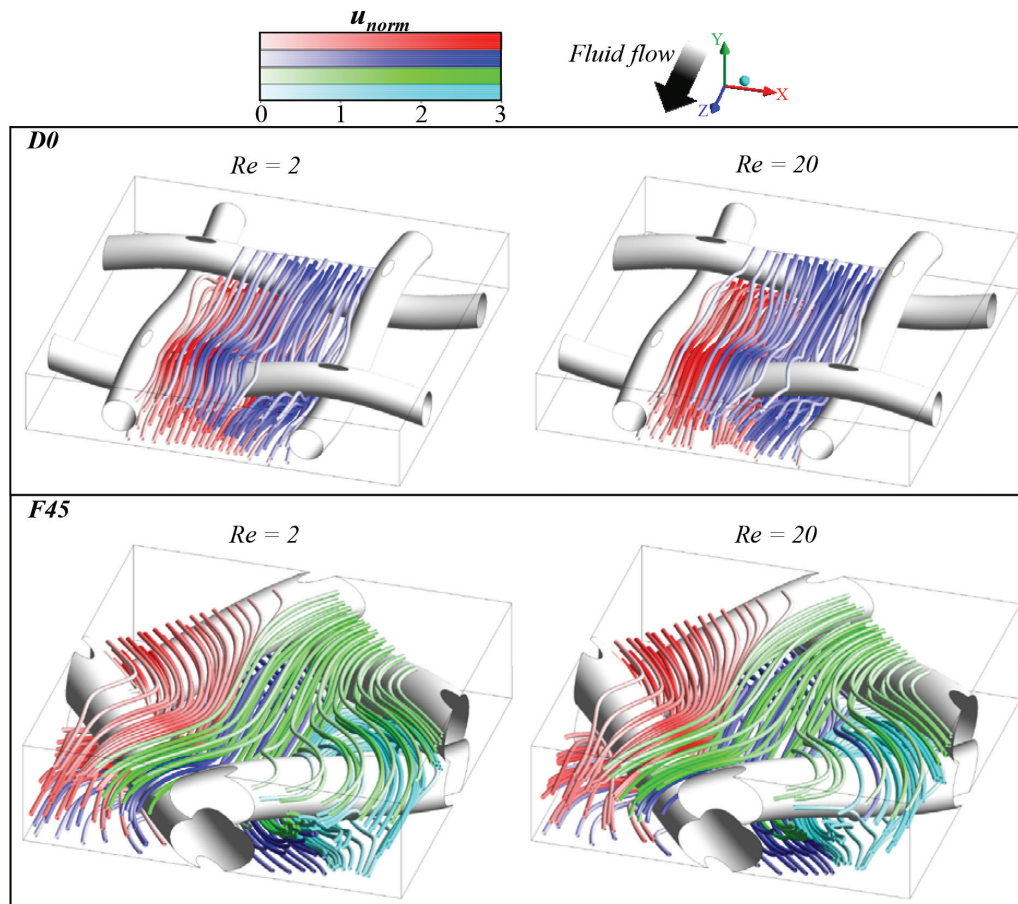 u_norm
0 1 2 3
Fluid flow
Y
X
Z
D0
Re = 2
Re = 20
F45
Re = 2
Re = 20